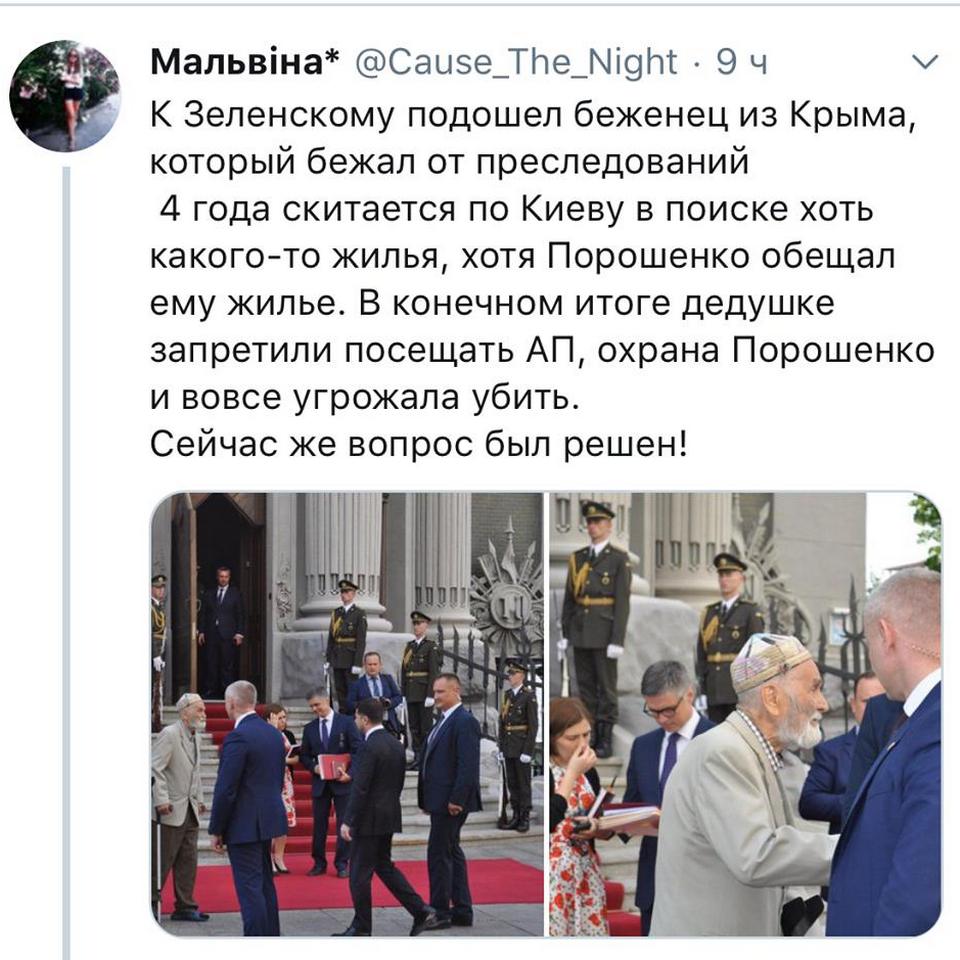 Мальвіна* @Cause_The_Night · 9 ч
К Зеленскому подошел беженец из Крыма,
который бежал от преследований
4 года скитается по Киеву в поиске хоть
какого-то жилья, хотя Порошенко обещал
ему жилье. В конечном итоге дедушке
запретили посещать АП, охрана Порошенко
и вовсе угрожала убить.
Сейчас же вопрос был решен!